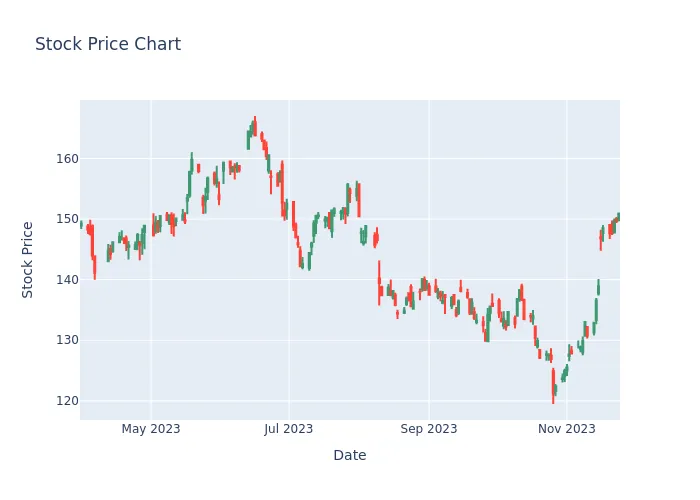 Stock Price Chart
160
150
140
130
120
Stock Price
May 2023
Jul 2023
Sep 2023
Nov 2023
Date